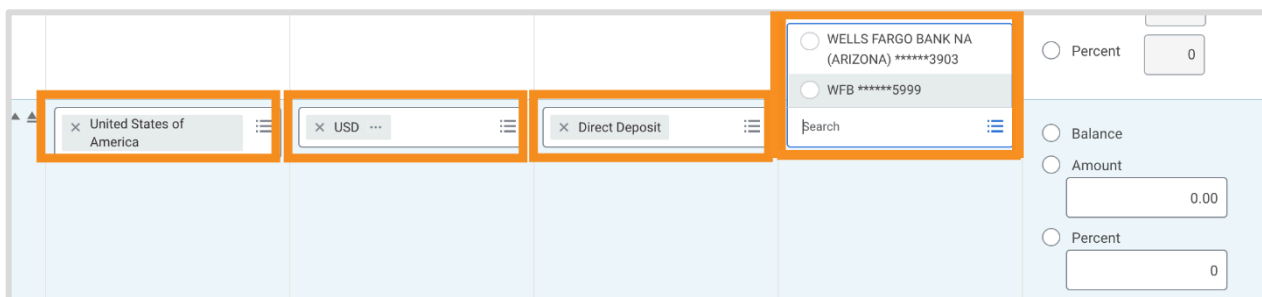 WELLS FARGO BANK NA
(ARIZONA) ******3903
Percent
0
WFB ******5999
× United States of
America
× USD ···
× Direct Deposit
Search
Balance
Amount
0.00
Percent
0